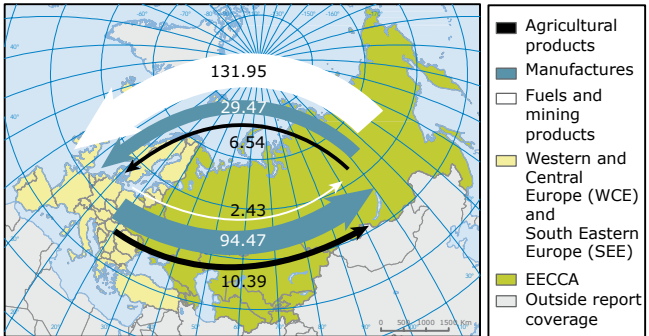 131.95
29.47
6.54
2.43
94.47
10.39
0 500 1000 1500 Km
Agricultural
products
Manufactures
Fuels and
mining
products
Western and
Central
Europe (WCE)
and
South Eastern
Europe (SEE)
EECCA
Outside report
coverage